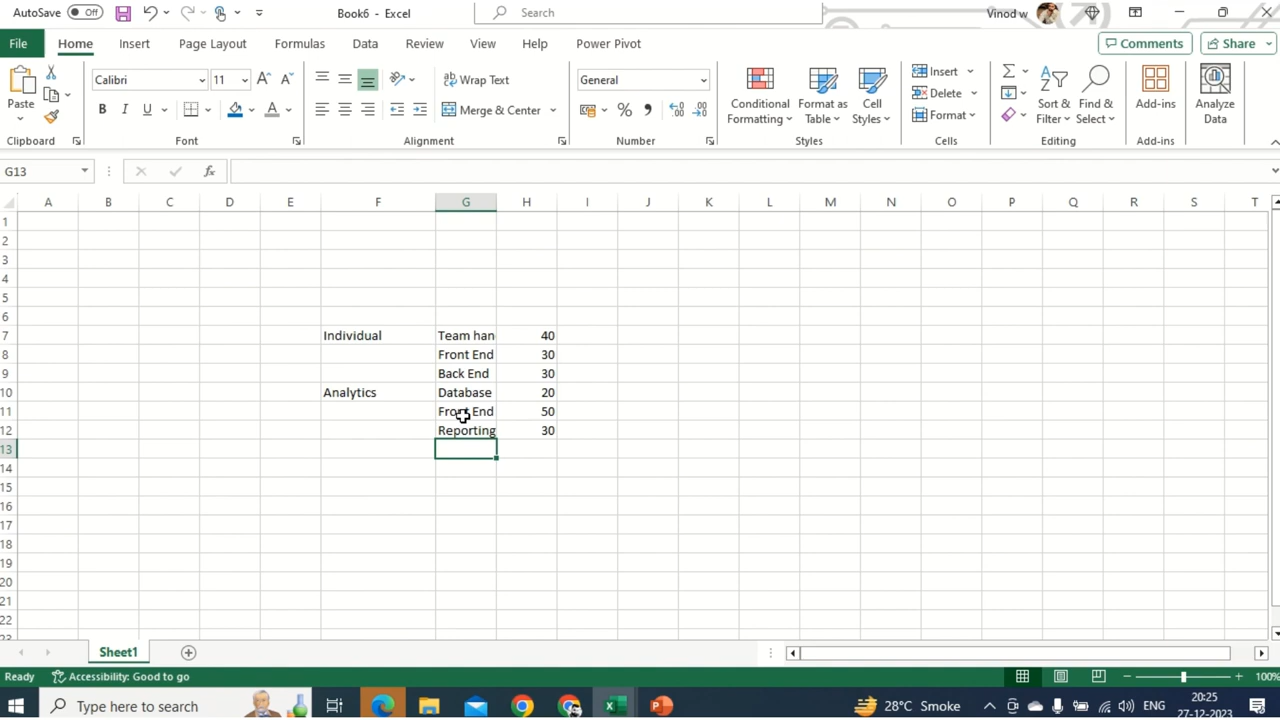 AutoSave Off Book6 - Excel Search Vinod w
File Home Insert Page Layout Formulas Data Review View Help Power Pivot Comments Share
Calibri 11 Wrap Text General Insert
Paste B I U Merge & Center % Conditional Formatting Format as Table Cell Styles Delete Format Sort & Filter Find & Select Add-ins Analyze Data
Clipboard Font Alignment Number Styles Cells Editing Add-ins
G13 fx
A B C D E F G H I J K L M N O P Q R S T
1
2
3
4
5
6
7 Individual Team han 40
8 Front End 30
9 Back End 30
10 Analytics Database 20
11 Front End 50
12 Reporting 30
13
14
15
16
17
18
19
20
21
22
23
Sheet1
Ready Accessibility: Good to go 100%
Type here to search 28°C Smoke ENG 20:25
27-12-2023